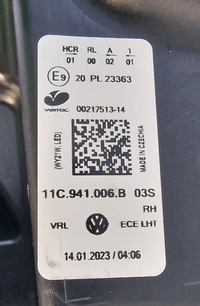 HCR RL A 1
01 00 02 01
E9 20 PL 23363
varroc 00217513-14
(WY21W, LED)
MADE IN CZECHIA
11C.941.006.B 03S
RH
VRL ECE LHT
14.01.2023 / 04:06